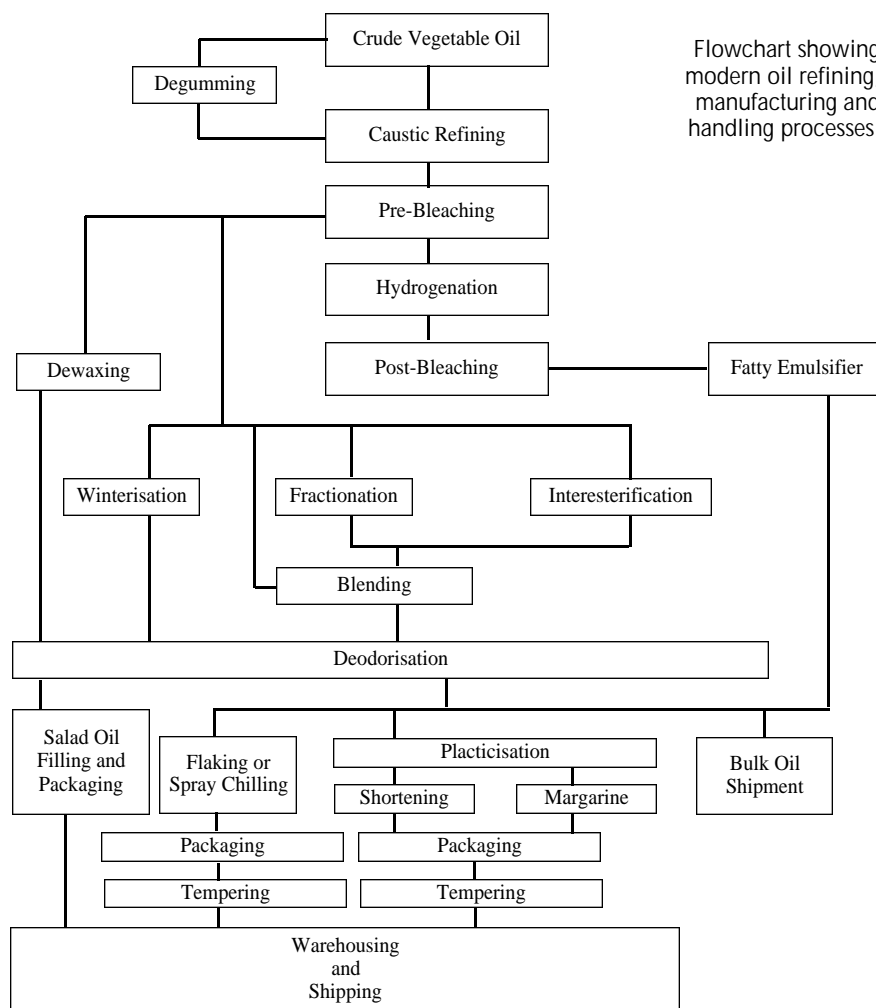 Crude Vegetable Oil
Flowchart showing
modern oil refining
manufacturing and
handling processes
Degumming
Caustic Refining
Pre-Bleaching
Hydrogenation
Dewaxing
Post-Bleaching
Fatty Emulsifier
Winterisation
Fractionation
Interesterification
Blending
Deodorisation
Salad Oil
Filling and
Packaging
Flaking or
Spray Chilling
Placticisation
Shortening
Margarine
Bulk Oil
Shipment
Packaging
Packaging
Tempering
Tempering
Warehousing
and
Shipping